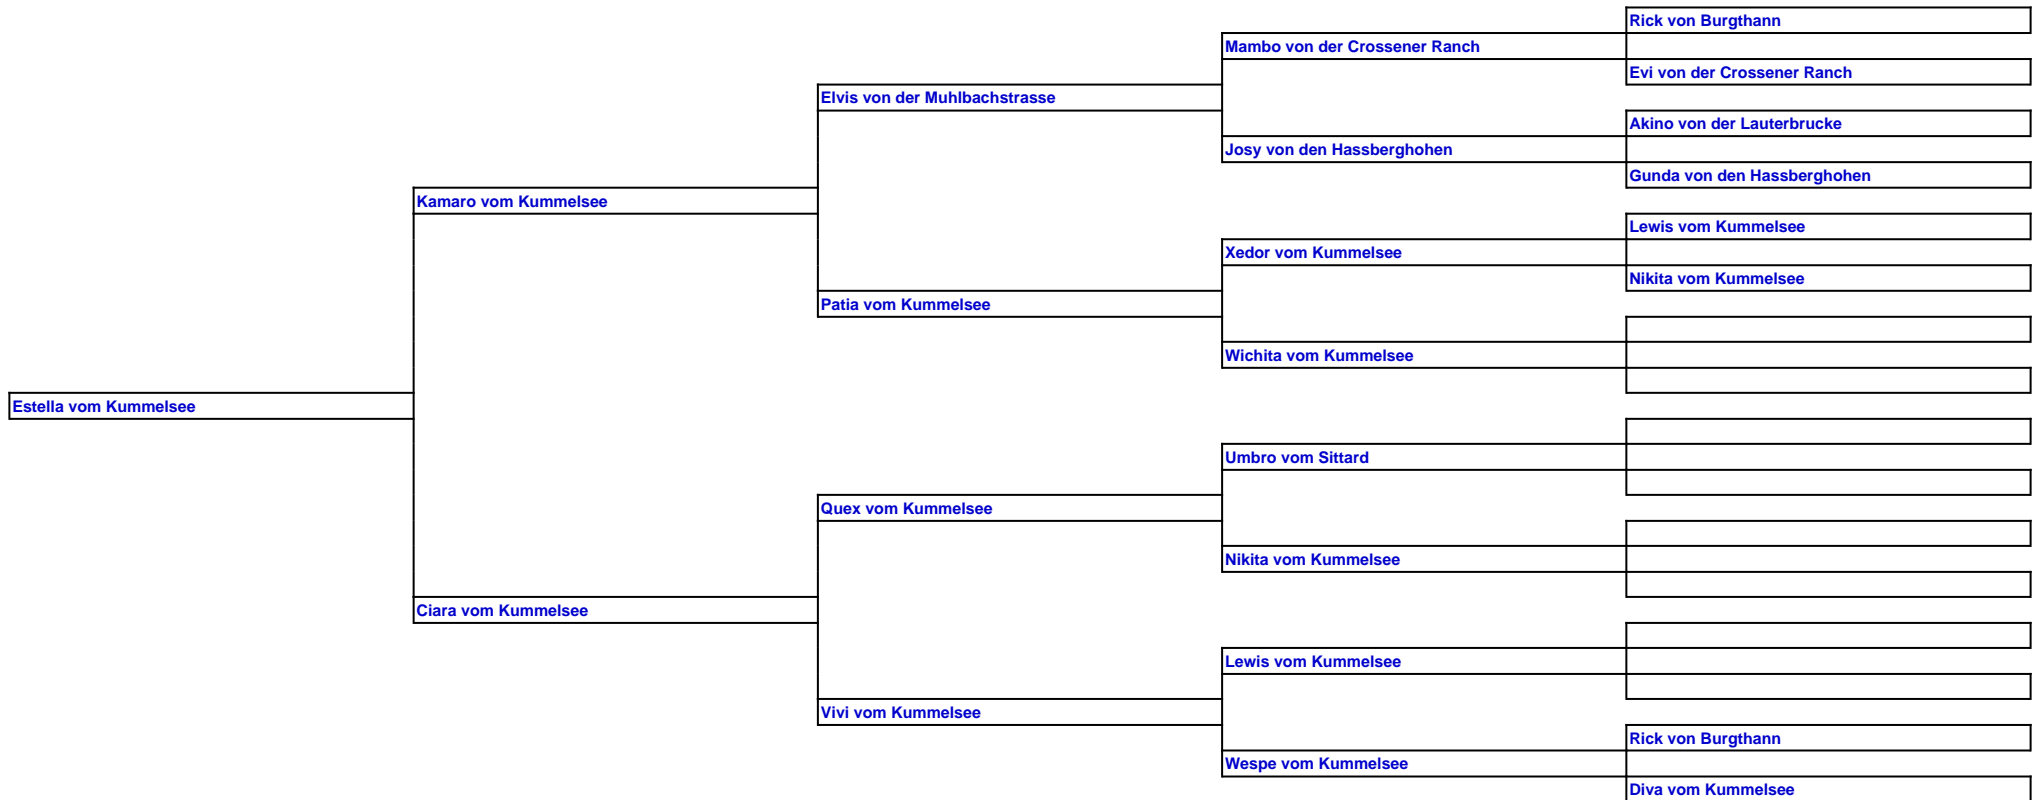 Rick von Burgthann
Mambo von der Crossener Ranch
Evi von der Crossener Ranch
Elvis von der Muhlbachstrasse
Akino von der Lauterbrucke
Josy von den Hassberghohen
Gunda von den Hassberghohen
Kamaro vom Kummelsee
Lewis vom Kummelsee
Xedor vom Kummelsee
Nikita vom Kummelsee
Patia vom Kummelsee
Wichita vom Kummelsee
Estella vom Kummelsee
Umbro vom Sittard
Quex vom Kummelsee
Nikita vom Kummelsee
Ciara vom Kummelsee
Lewis vom Kummelsee
Vivi vom Kummelsee
Rick von Burgthann
Wespe vom Kummelsee
Diva vom Kummelsee